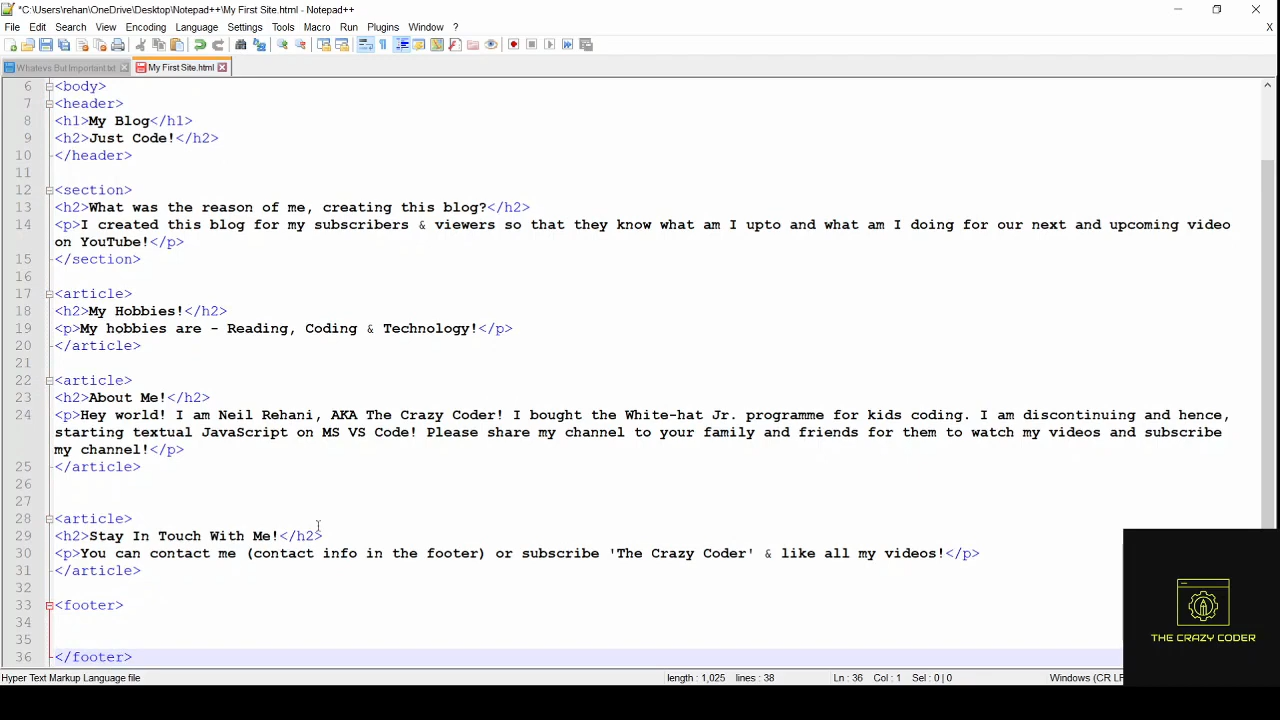 *C:\Users\rehan\OneDrive\Desktop\Notepad++\My First Site.html - Notepad++
File Edit Search View Encoding Language Settings Tools Macro Run Plugins Window ? X
Whatevs But Important.txt My First Site.html
6 <body>
7 <header>
8 <h1>My Blog</h1>
9 <h2>Just Code!</h2>
10 </header>
11
12 <section>
13 <h2>What was the reason of me, creating this blog?</h2>
14 <p>I created this blog for my subscribers & viewers so that they know what am I upto and what am I doing for our next and upcoming video
on YouTube!</p>
15 </section>
16
17 <article>
18 <h2>My Hobbies!</h2>
19 <p>My hobbies are - Reading, Coding & Technology!</p>
20 </article>
21
22 <article>
23 <h2>About Me!</h2>
24 <p>Hey world! I am Neil Rehani, AKA The Crazy Coder! I bought the White-hat Jr. programme for kids coding. I am discontinuing and hence,
starting textual JavaScript on MS VS Code! Please share my channel to your family and friends for them to watch my videos and subscribe
my channel!</p>
25 </article>
26
27
28 <article>
29 <h2>Stay In Touch With Me!</h2>
30 <p>You can contact me (contact info in the footer) or subscribe 'The Crazy Coder' & like all my videos!</p>
31 </article>
32
33 <footer>
34
35
36 </footer>
THE CRAZY CODER
Hyper Text Markup Language file length : 1,025 lines : 38 Ln : 36 Col : 1 Sel : 0 | 0 Windows (CR LF